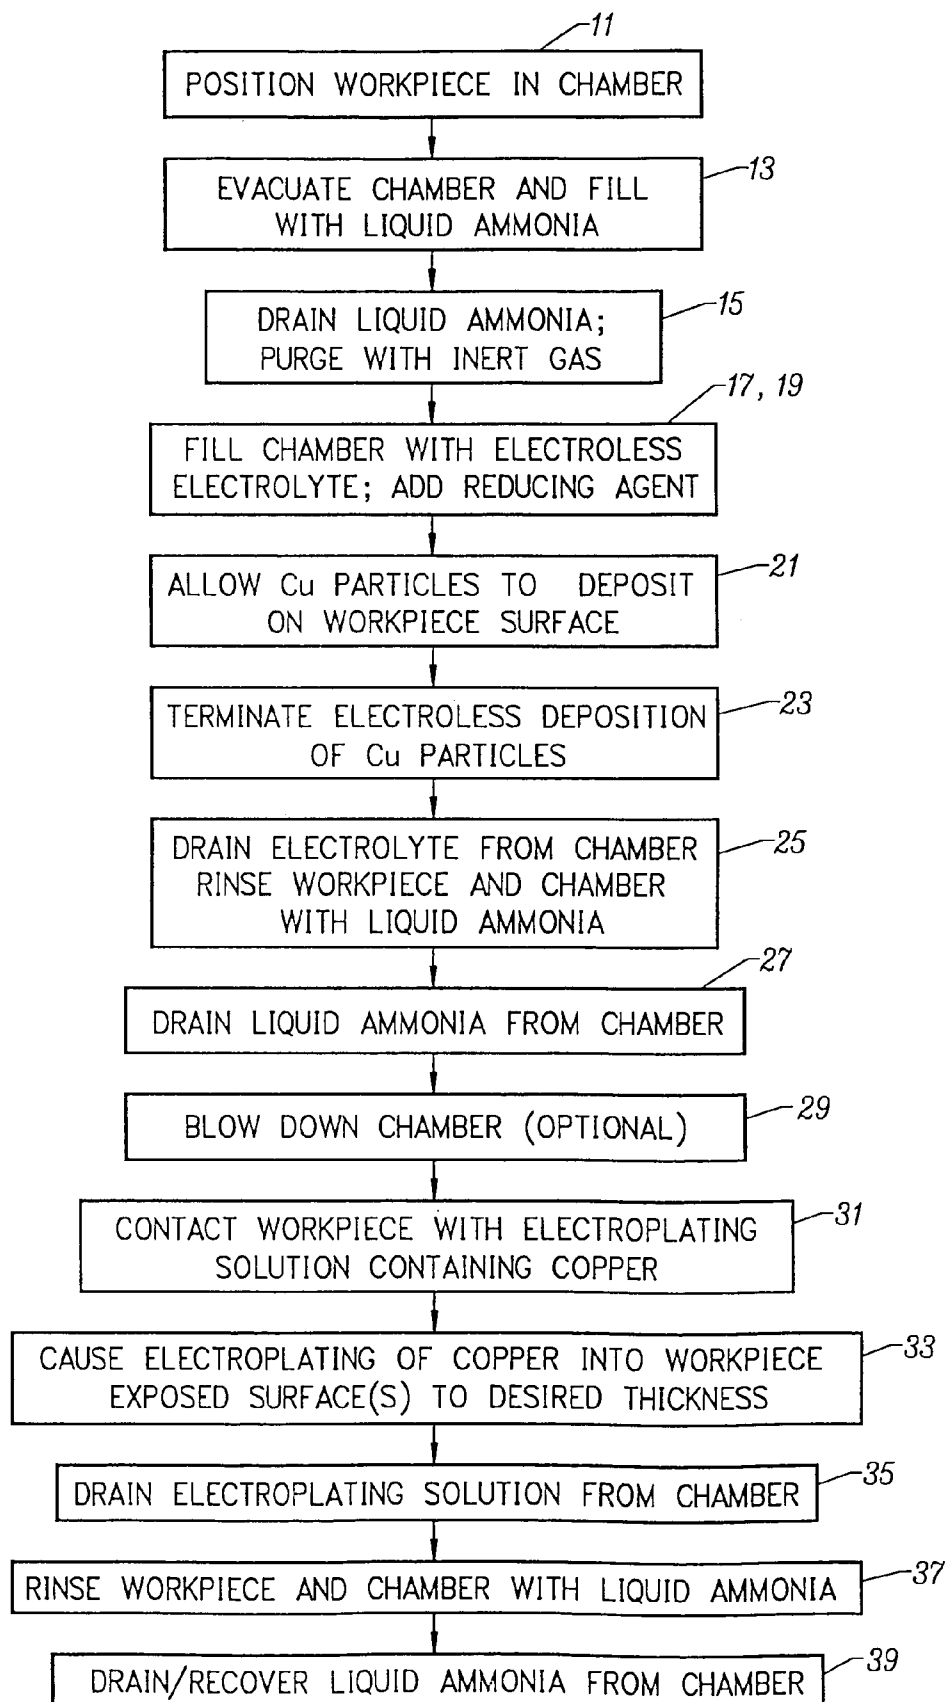 11
POSITION WORKPIECE IN CHAMBER
13
EVACUATE CHAMBER AND FILL
WITH LIQUID AMMONIA
15
DRAIN LIQUID AMMONIA;
PURGE WITH INERT GAS
17, 19
FILL CHAMBER WITH ELECTROLESS
ELECTROLYTE; ADD REDUCING AGENT
21
ALLOW Cu PARTICLES TO DEPOSIT
ON WORKPIECE SURFACE
23
TERMINATE ELECTROLESS DEPOSITION
OF Cu PARTICLES
25
DRAIN ELECTROLYTE FROM CHAMBER
RINSE WORKPIECE AND CHAMBER
WITH LIQUID AMMONIA
27
DRAIN LIQUID AMMONIA FROM CHAMBER
29
BLOW DOWN CHAMBER (OPTIONAL)
31
CONTACT WORKPIECE WITH ELECTROPLATING
SOLUTION CONTAINING COPPER
33
CAUSE ELECTROPLATING OF COPPER INTO WORKPIECE
EXPOSED SURFACE(S) TO DESIRED THICKNESS
35
DRAIN ELECTROPLATING SOLUTION FROM CHAMBER
37
RINSE WORKPIECE AND CHAMBER WITH LIQUID AMMONIA
39
DRAIN/RECOVER LIQUID AMMONIA FROM CHAMBER